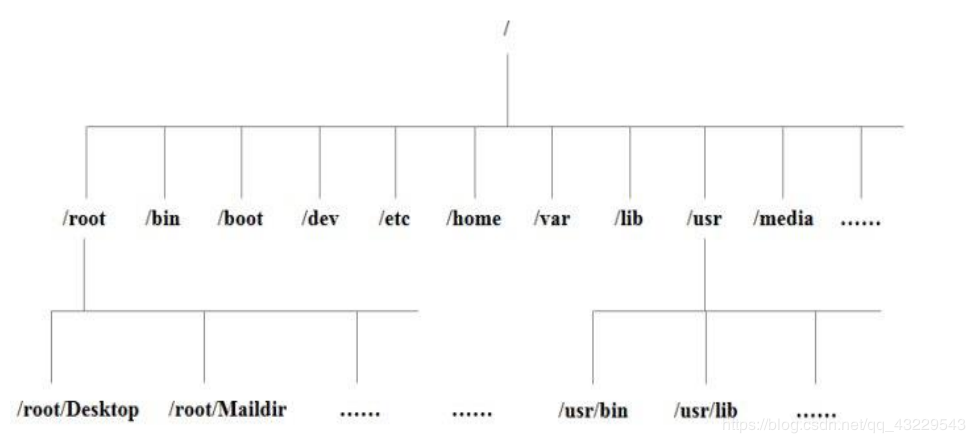 /
/root /bin /boot /dev /etc /home /var /lib /usr /media ......
/root/Desktop /root/Maildir ...... ...... /usr/bin /usr/lib ......
https://blog.csdn.net/qq_43229543